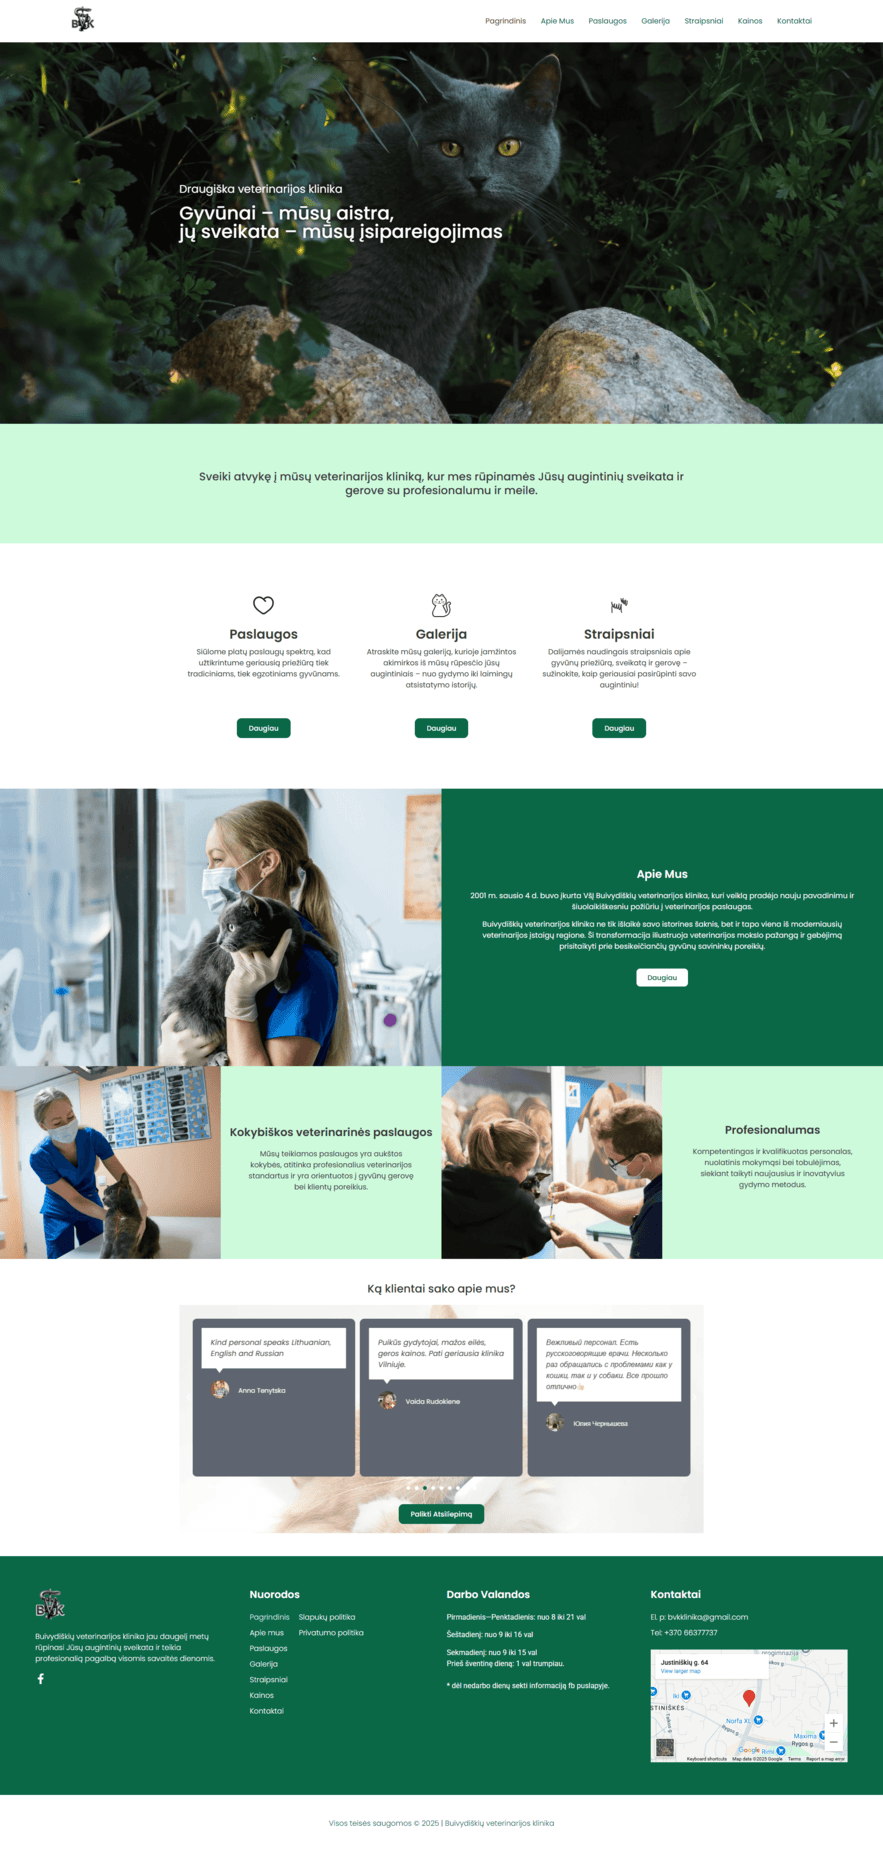 BVK
Pagrindinis Apie Mus Paslaugos Galerija Straipsniai Kainos Kontaktai
Draugiška veterinarijos klinika
Gyvūnai – mūsų aistra,
jų sveikata – mūsų įsipareigojimas
Sveiki atvykę į mūsų veterinarijos kliniką, kur mes rūpinamės Jūsų augintinių sveikata ir
gerove su profesionalumu ir meile.
Paslaugos
Siūlome platų paslaugų spektrą, kad
užtikrintume geriausią priežiūrą tiek
tradiciniams, tiek egzotiniams gyvūnams.
Daugiau
Galerija
Atraskite mūsų galeriją, kurioje įamžintos
akimirkos iš mūsų rūpesčio jūsų
augintiniais – nuo gydymo iki laimingų
atsistatymo istorijų.
Daugiau
Straipsniai
Dalijamės naudingais straipsniais apie
gyvūnų priežiūrą, sveikatą ir gerovę –
sužinokite, kaip geriausiai pasirūpinti savo
augintiniu!
Daugiau
Apie Mus
2001 m. sausio 4 d. buvo įkurta VšĮ Buivydiškių veterinarijos klinika, kuri veiklą pradėjo nauju pavadinimu ir
šiuolaikiškesniu požiūriu į veterinarijos paslaugas.
Buivydiškių veterinarijos klinika ne tik išlaikė savo istorines šaknis, bet ir tapo viena iš moderniausių
veterinarijos įstaigų regione. Ši transformacija iliustruoja veterinarijos mokslo pažangą ir gebėjimą
prisitaikyti prie besikeičiančių gyvūnų savininkų poreikių.
Daugiau
Kokybiškos veterinarinės paslaugos
Mūsų teikiamos paslaugos yra aukštos
kokybės, atitinka profesionalius veterinarijos
standartus ir yra orientuotos į gyvūnų gerovę
bei klientų poreikius.
Profesionalumas
Kompetentingas ir kvalifikuotas personalas,
nuolatinis mokymąsi bei tobulėjimas,
siekiant taikyti naujausius ir inovatyvius
gydymo metodus.
Ką klientai sako apie mus?
Kind personal speaks Lithuanian,
English and Russian
Anna Tenytska
Puikūs gydytojai, mažos eilės,
geros kainos. Pati geriausia klinika
Vilniuje.
Vaida Rudokiene
Вежливый персонал. Есть
русскоговорящие врачи. Несколько
раз обращались с проблемами как у
кошки, так и у собаки. Все прошло
отлично👍🏻
Юлия Чернышева
Palikti Atsiliepimą
BVK
Buivydiškių veterinarijos klinika jau daugelį metų
rūpinasi Jūsų augintinių sveikata ir teikia
profesionalią pagalbą visomis savaitės dienomis.
Nuorodos
Pagrindinis
Apie mus
Paslaugos
Galerija
Straipsniai
Kainos
Kontaktai
Slapukų politika
Privatumo politika
Darbo Valandos
Pirmadienis—Penktadienis: nuo 8 iki 21 val
Šeštadienį: nuo 9 iki 16 val
Sekmadienį: nuo 9 iki 15 val
Prieš šventinę dieną: 1 val trumpiau.
* dėl nedarbo dienų sekti informaciją fb puslapyje.
Kontaktai
El. p: bvkklinika@gmail.com
Tel: +370 66377737
Justiniškių g. 64
View larger map
progimnazija
Iki
STINIŠKĖS
Norfa XL
Rygos g.
Maxima
Rygos g.
Google
Rimi
Keyboard shortcuts Map data ©2025 Google Terms Report a map error
Visos teisės saugomos © 2025 | Buivydiškių veterinarijos klinika